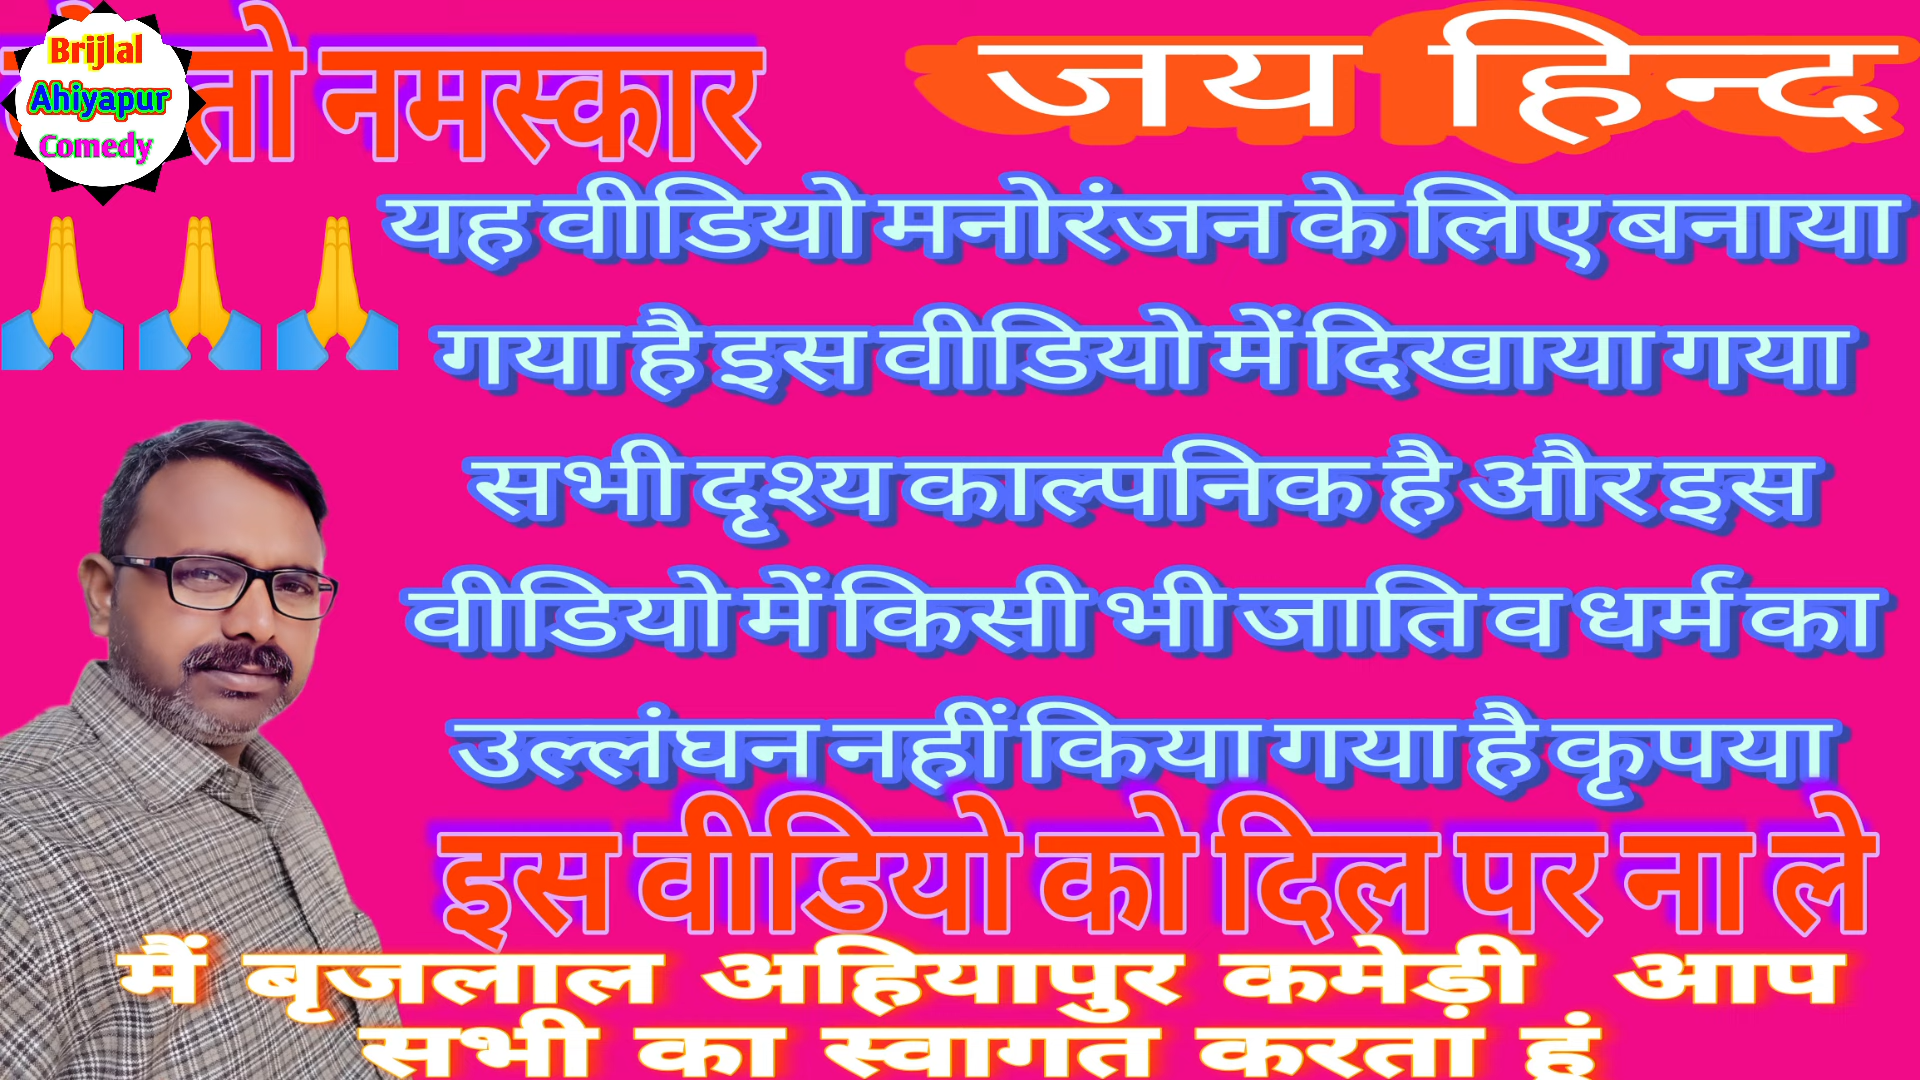 Brijlal
Ahiyapur
Comedy
नमस्कार
जय हिन्द
यह वीडियो मनोरंजन के लिए बनाया
गया है इस वीडियो में दिखाया गया
सभी दृश्य काल्पनिक है और इस
वीडियो में किसी भी जाति व धर्म का
उल्लंघन नहीं किया गया है कृपया
इस वीडियो को दिल पर ना ले
मैं बृजलाल अहियापुर कमेड़ी आप
सभी का स्वागत करता हूं